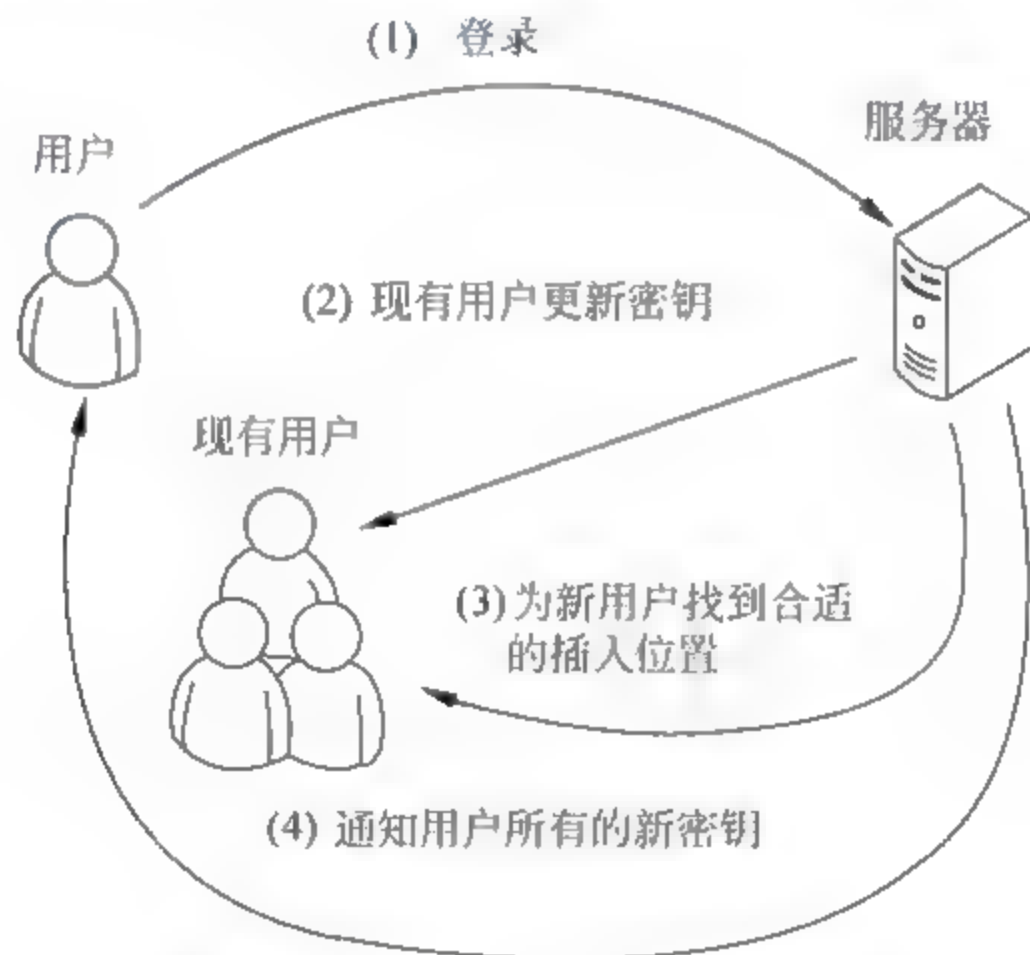 (1) 登录
服务器
用户
(2) 现有用户更新密钥
现有用户
(3)为新用户找到合适
的插入位置
(4) 通知用户所有的新密钥